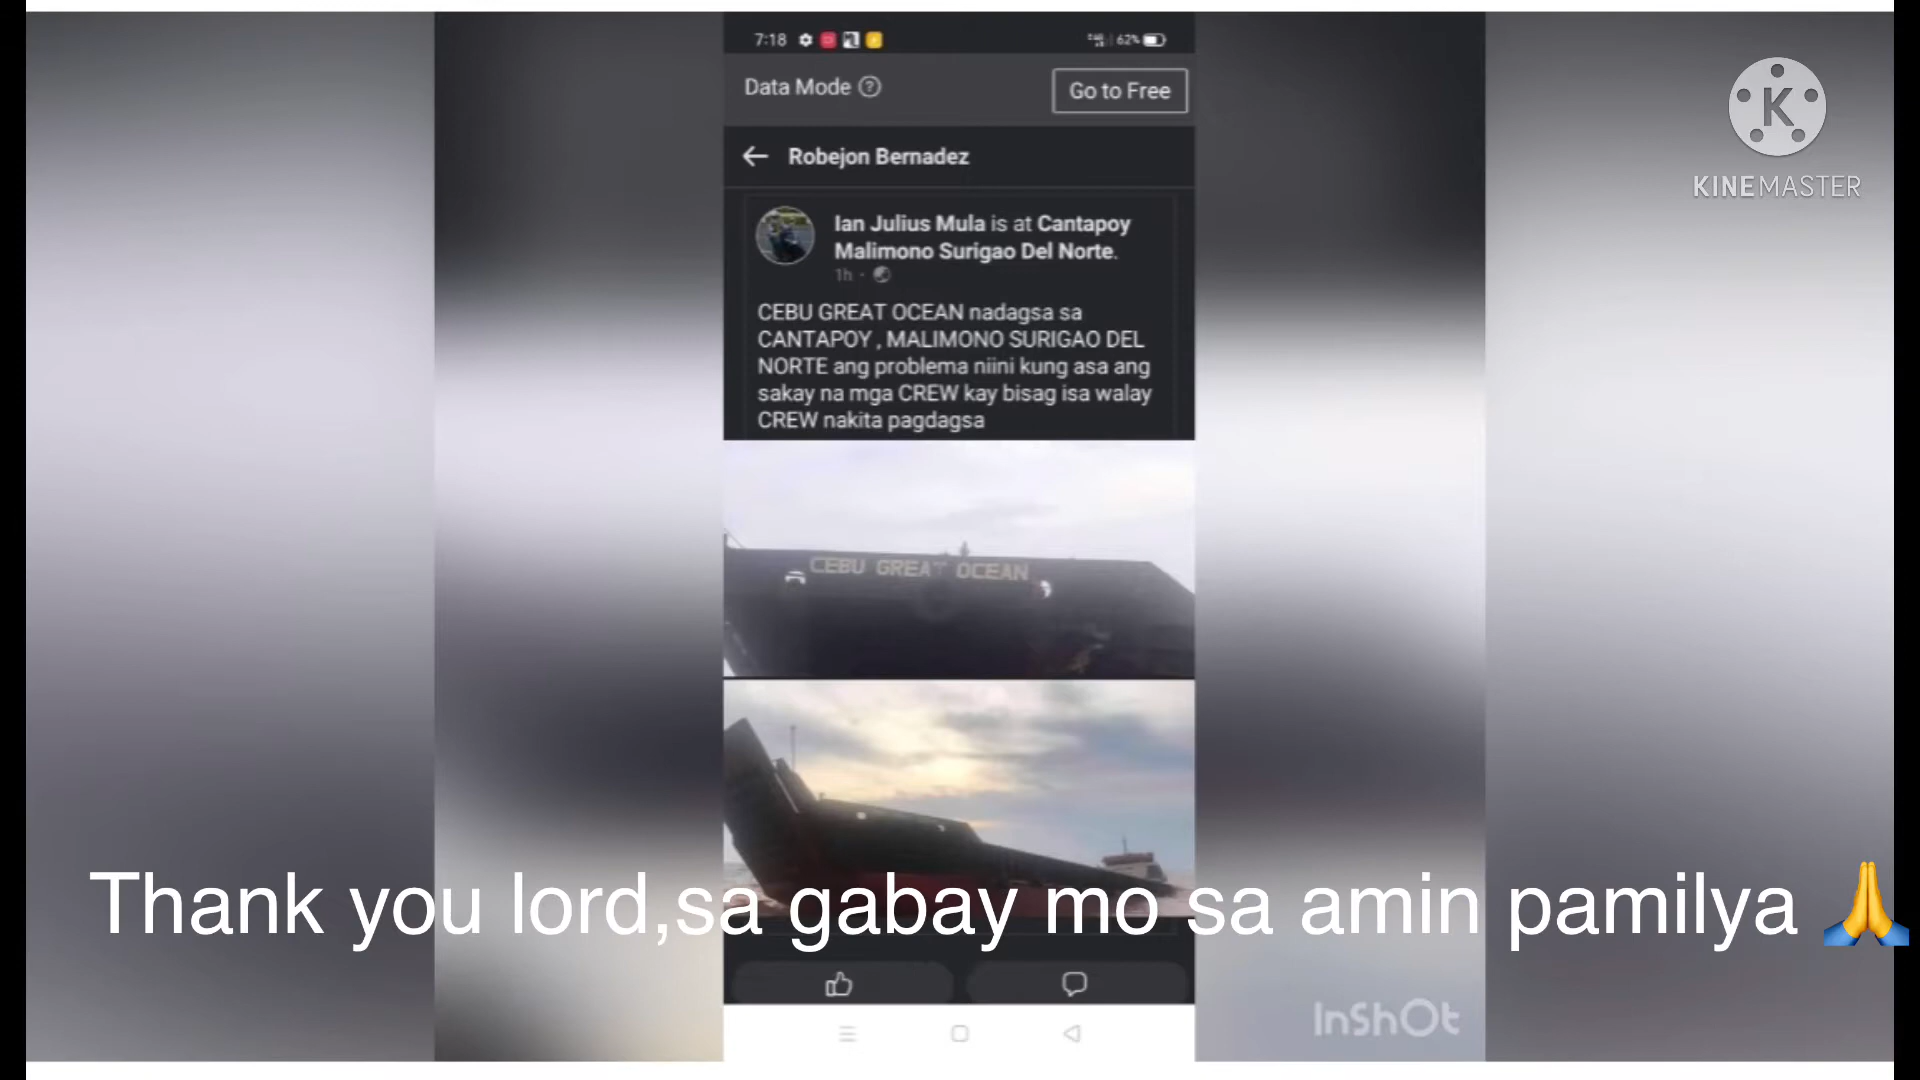 7:18
62%
Data Mode
Go to Free
Robejon Bernadez
Ian Julius Mula is at Cantapoy
Malimono Surigao Del Norte.
1h
CEBU GREAT OCEAN nadagsa sa
CANTAPOY , MALIMONO SURIGAO DEL
NORTE ang problema niini kung asa ang
sakay na mga CREW kay bisag isa walay
CREW nakita pagdagsa
CEBU GREAT OCEAN
Thank you lord,sa gabay mo sa amin pamilya 🙏
K
KINEMASTER
InShOt